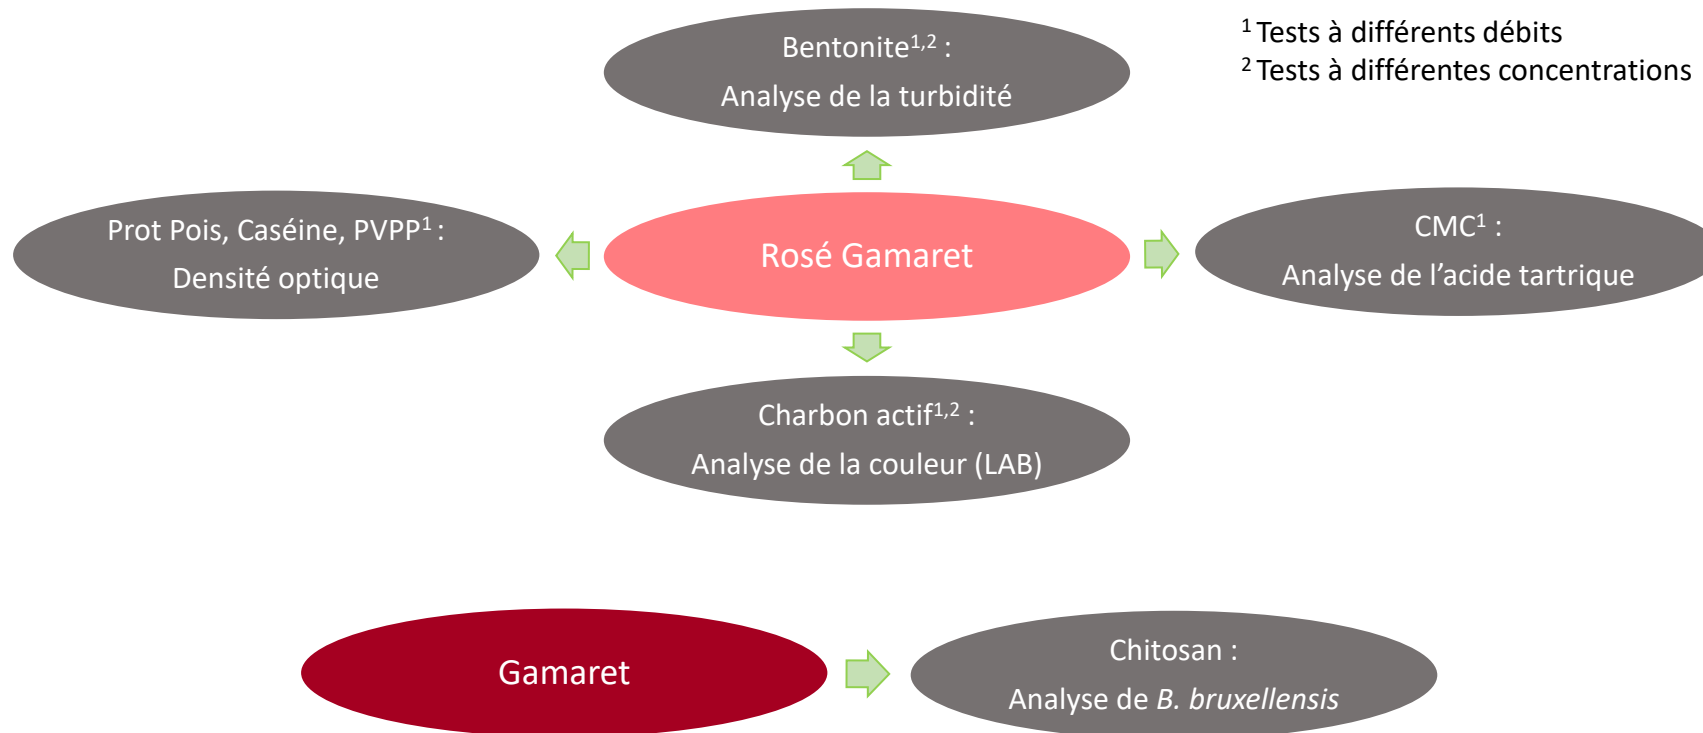 Bentonite¹,² :
Analyse de la turbidité
¹ Tests à différents débits
² Tests à différentes concentrations
Prot Pois, Caséine, PVPP¹ :
Densité optique
Rosé Gamaret
CMC¹ :
Analyse de l’acide tartrique
Charbon actif¹,² :
Analyse de la couleur (LAB)
Gamaret
Chitosan :
Analyse de B. bruxellensis